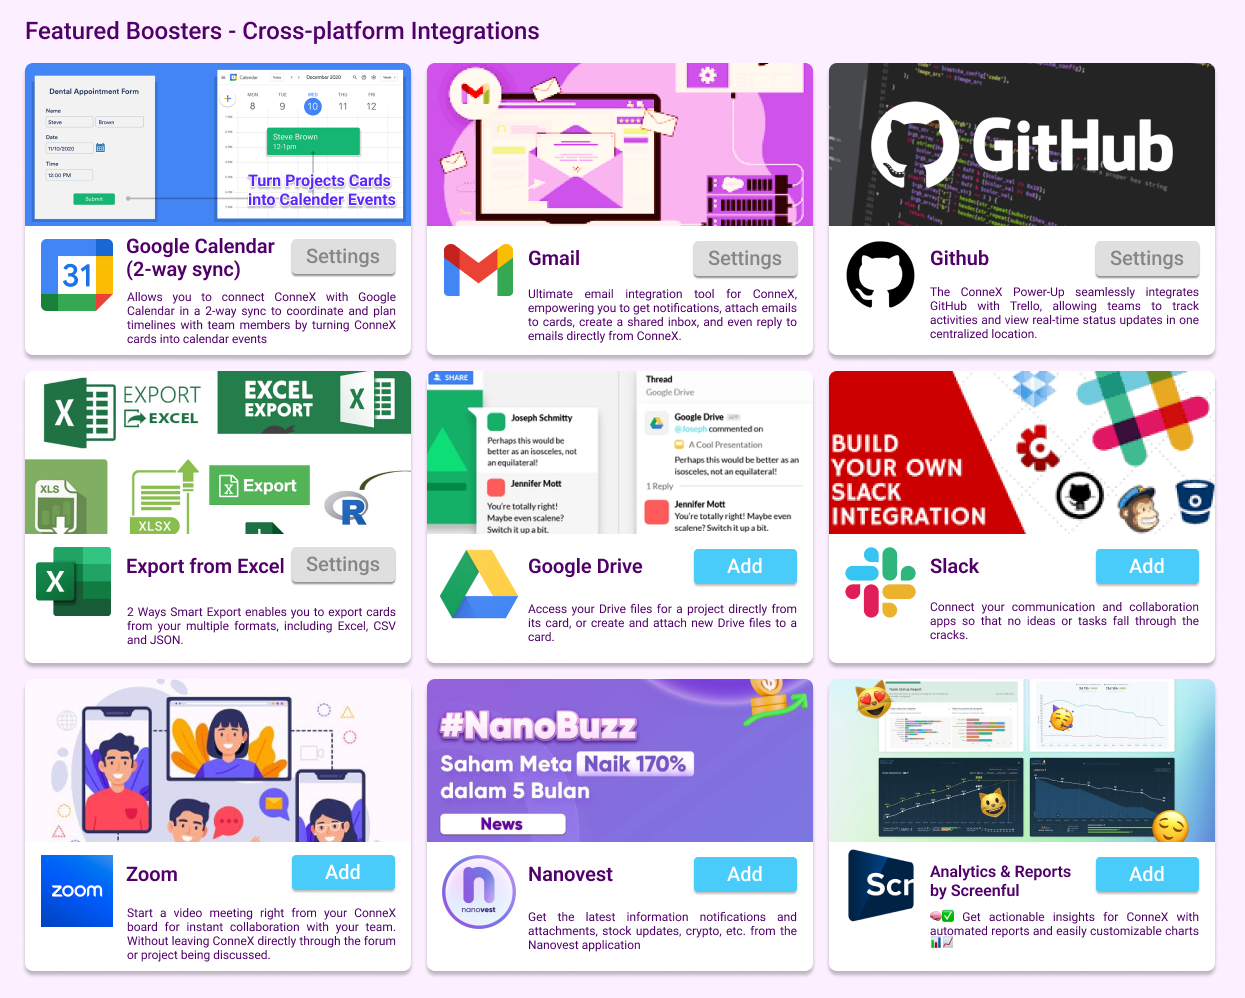 Featured Boosters - Cross-platform Integrations
Dental Appointment Form
Name
Steve Brown
Date
11/10/2020
Time
12:00 PM
Submit
Calendar
Today
December 2020
Week
MON TUE WED THU FRI
8 9 10 11 12
Steve Brown
12-1pm
Turn Projects Cards
into Calender Events
31
Google Calendar
(2-way sync)
Settings
Allows you to connect ConneX with Google
Calendar in a 2-way sync to coordinate and plan
timelines with team members by turning ConneX
cards into calendar events
Gmail
Settings
Ultimate email integration tool for ConneX,
empowering you to get notifications, attach emails
to cards, create a shared inbox, and even reply to
emails directly from ConneX.
GitHub
Github
Settings
The ConneX Power-Up seamlessly integrates
GitHub with Trello, allowing teams to track
activities and view real-time status updates in one
centralized location.
X
EXPORT
EXCEL
EXCEL
EXPORT
X
XLS
XLSX
X
Export
R
X
Export from Excel
Settings
2 Ways Smart Export enables you to export cards
from your multiple formats, including Excel, CSV
and JSON.
SHARE
Joseph Schmitty
Perhaps this would be
better as an isosceles, not
an equilateral!
Jennifer Mott
You're totally right!
Maybe even scalene?
Switch it up a bit.
Thread
Google Drive
Google Drive APP
@Joseph commented on
A Cool Presentation
Perhaps this would be better as an
isosceles, not an equilateral!
1 Reply
Jennifer Mott
You're totally right! Maybe even
scalene? Switch it up a bit.
Google Drive
Add
Access your Drive files for a project directly from
its card, or create and attach new Drive files to a
card.
BUILD
YOUR OWN
SLACK
INTEGRATION
Slack
Add
Connect your communication and collaboration
apps so that no ideas or tasks fall through the
cracks.
zoom
Zoom
Add
Start a video meeting right from your ConneX
board for instant collaboration with your team.
Without leaving ConneX directly through the forum
or project being discussed.
#NanoBuzz
Saham Meta Naik 170%
dalam 5 Bulan
News
n
nanovest
Nanovest
Add
Get the latest information notifications and
attachments, stock updates, crypto, etc. from the
Nanovest application
Scr
Analytics & Reports
by Screenful
Add
🧠✅ Get actionable insights for ConneX with
automated reports and easily customizable charts
📊📈